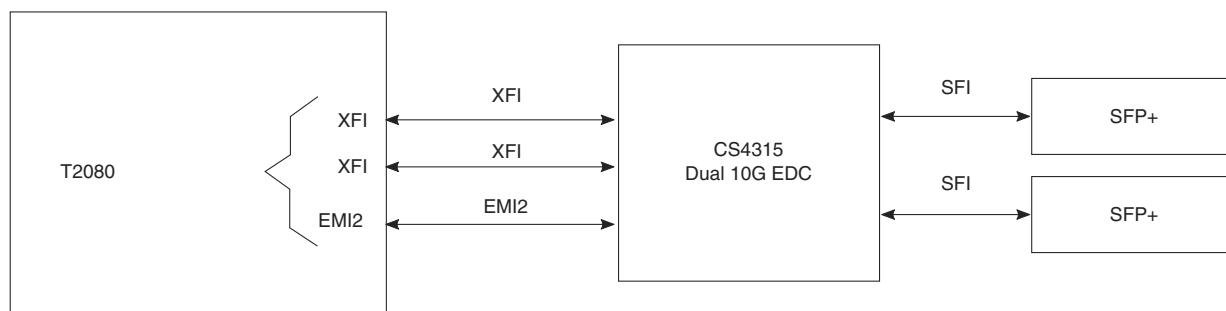 T2080
XFI
XFI
EMI2
XFI
XFI
EMI2
CS4315
Dual 10G EDC
SFI
SFI
SFP+
SFP+